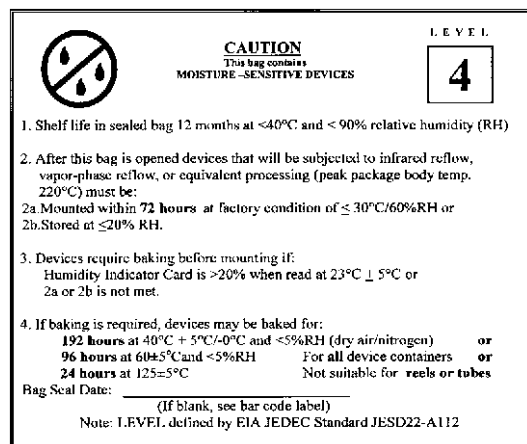 LEVEL
4
CAUTION
This bag contains
MOISTURE –SENSITIVE DEVICES
1. Shelf life in sealed bag 12 months at <40°C and < 90% relative humidity (RH)
2. After this bag is opened devices that will be subjected to infrared reflow,
vapor-phase reflow, or equivalent processing (peak package body temp.
220°C) must be:
2a.Mounted within 72 hours at factory condition of ≤ 30°C/60%RH or
2b.Stored at ≤20% RH.
3. Devices require baking before mounting if:
Humidity Indicator Card is >20% when read at 23°C ± 5°C or
2a or 2b is not met.
4. If baking is required, devices may be baked for:
192 hours at 40°C + 5°C/-0°C and <5%RH (dry air/nitrogen) or
96 hours at 60±5°Cand <5%RH For all device containers or
24 hours at 125±5°C Not suitable for reels or tubes
Bag Seal Date:
(If blank, see bar code label)
Note: LEVEL defined by EIA JEDEC Standard JESD22-A112